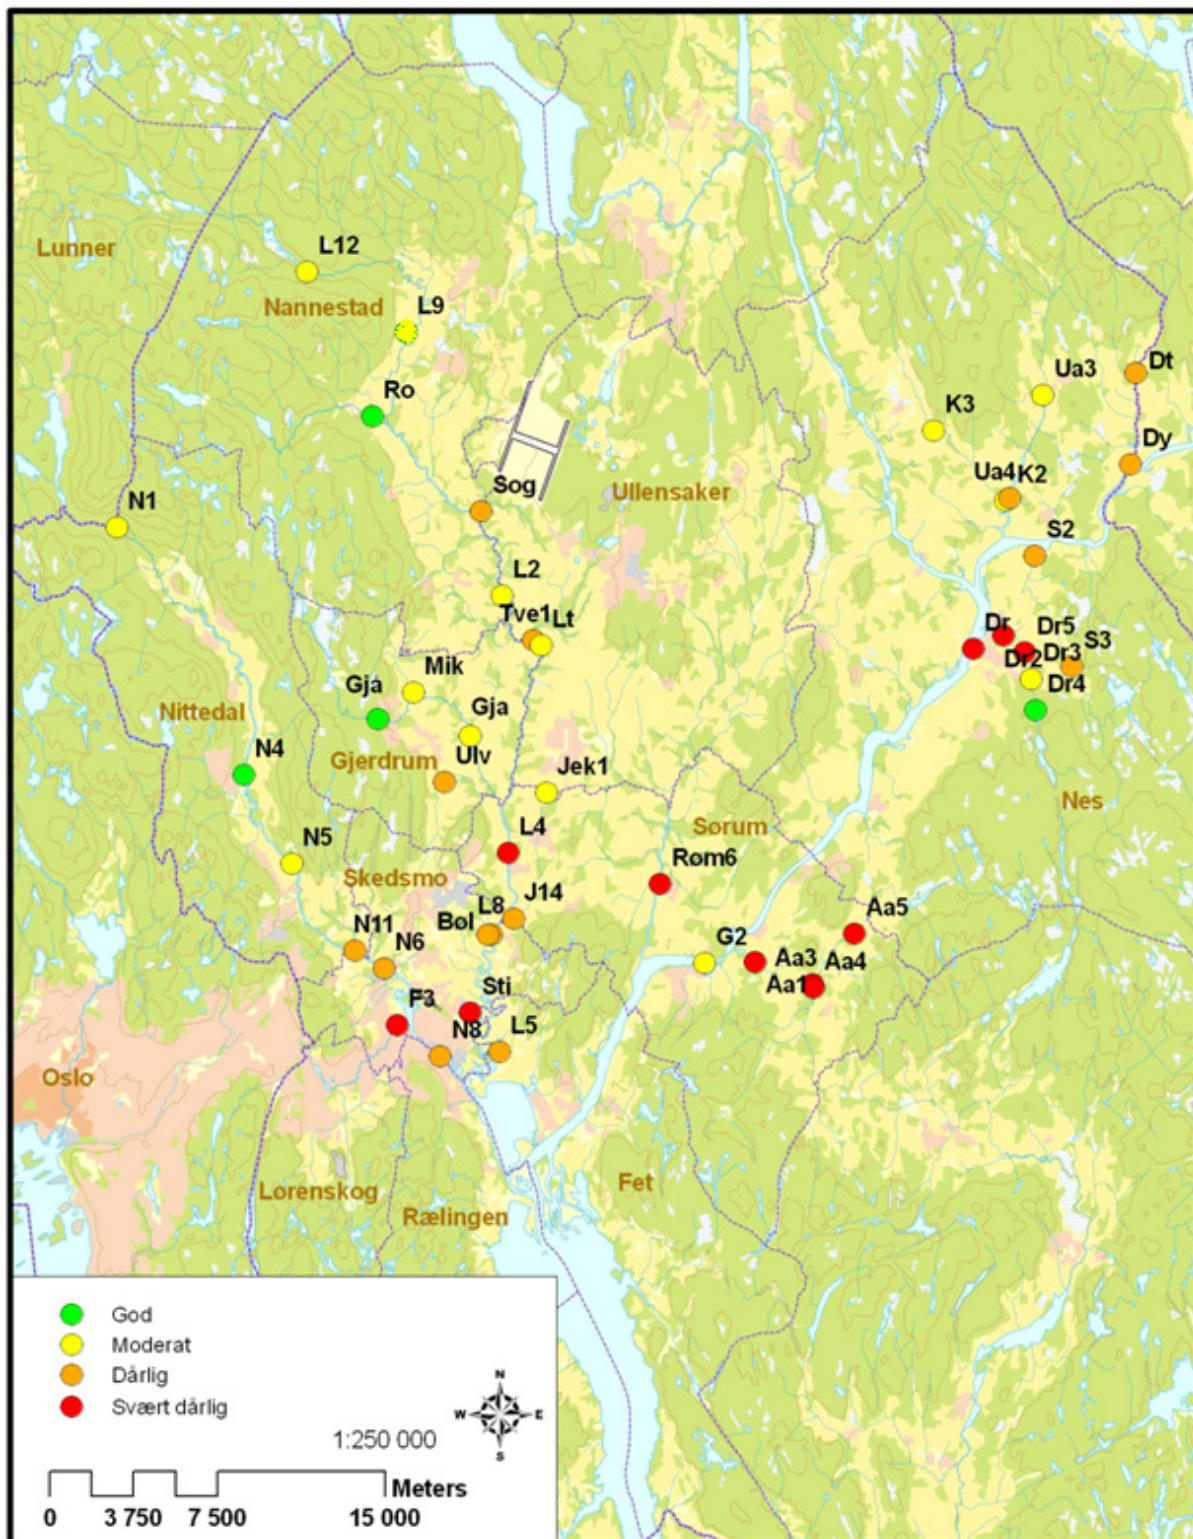 Lunner
L12
Nannestad
L9
Ro
Ua3
Dt
K3
Dy
Sog
Ullensaker
Ua4
K2
N1
S2
L2
Tve1
Lt
Dr
Dr5
S3
Dr2
Dr3
Dr4
Mik
Gjå
Gja
Nittedal
N4
Gjerdrum
Ulv
Jek1
Nes
L4
Sørum
N5
Skedsmo
Røm6
L8
J14
Bøl
Aa5
N11
N6
G2
Aa3
Aa4
Aa1
F3
Sti
N8
L5
Oslo
Lørenskog
Rælingen
Fet
God
Moderat
Dårlig
Svært dårlig
N
W
E
S
1:250 000
Meters
0 3 750 7 500 15 000